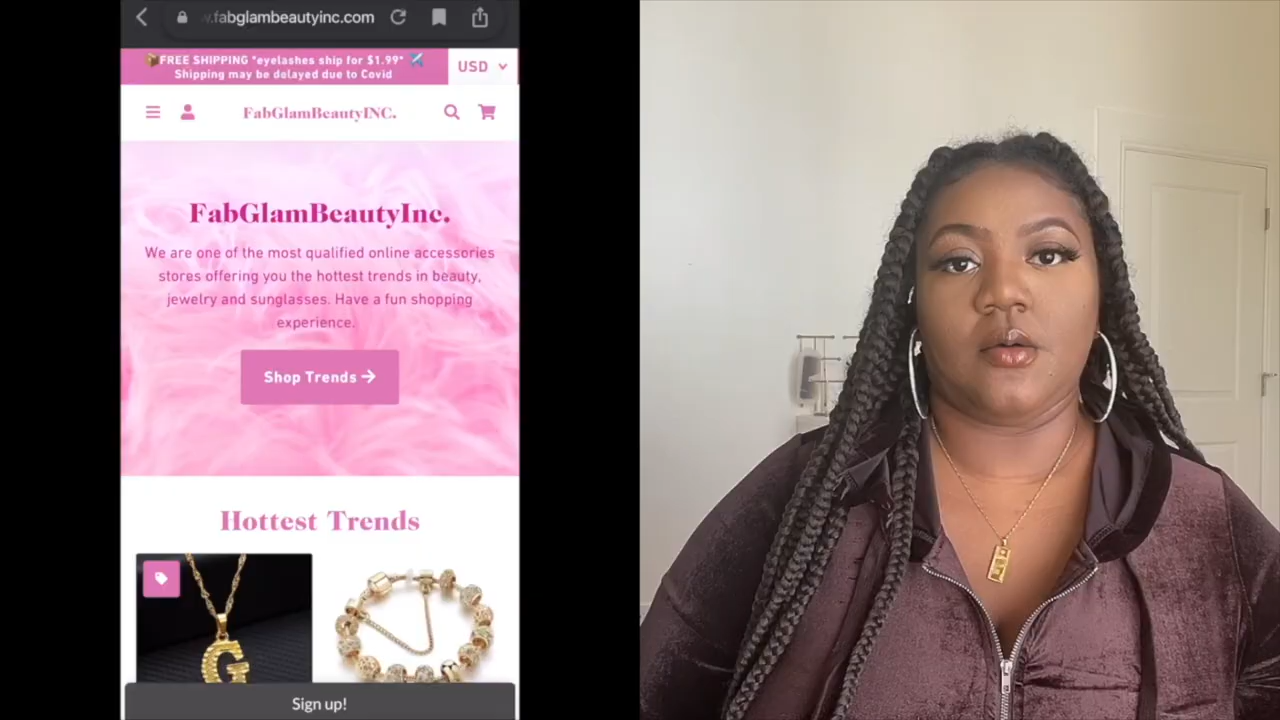 .fabglambeautyinc.com
FREE SHIPPING "eyelashes ship for $1.99"
Shipping may be delayed due to Covid
USD
FabGlamBeautyINC.
FabGlamBeautyInc.
We are one of the most qualified online accessories
stores offering you the hottest trends in beauty,
jewelry and sunglasses. Have a fun shopping
experience.
Shop Trends →
Hottest Trends
G
Sign up!